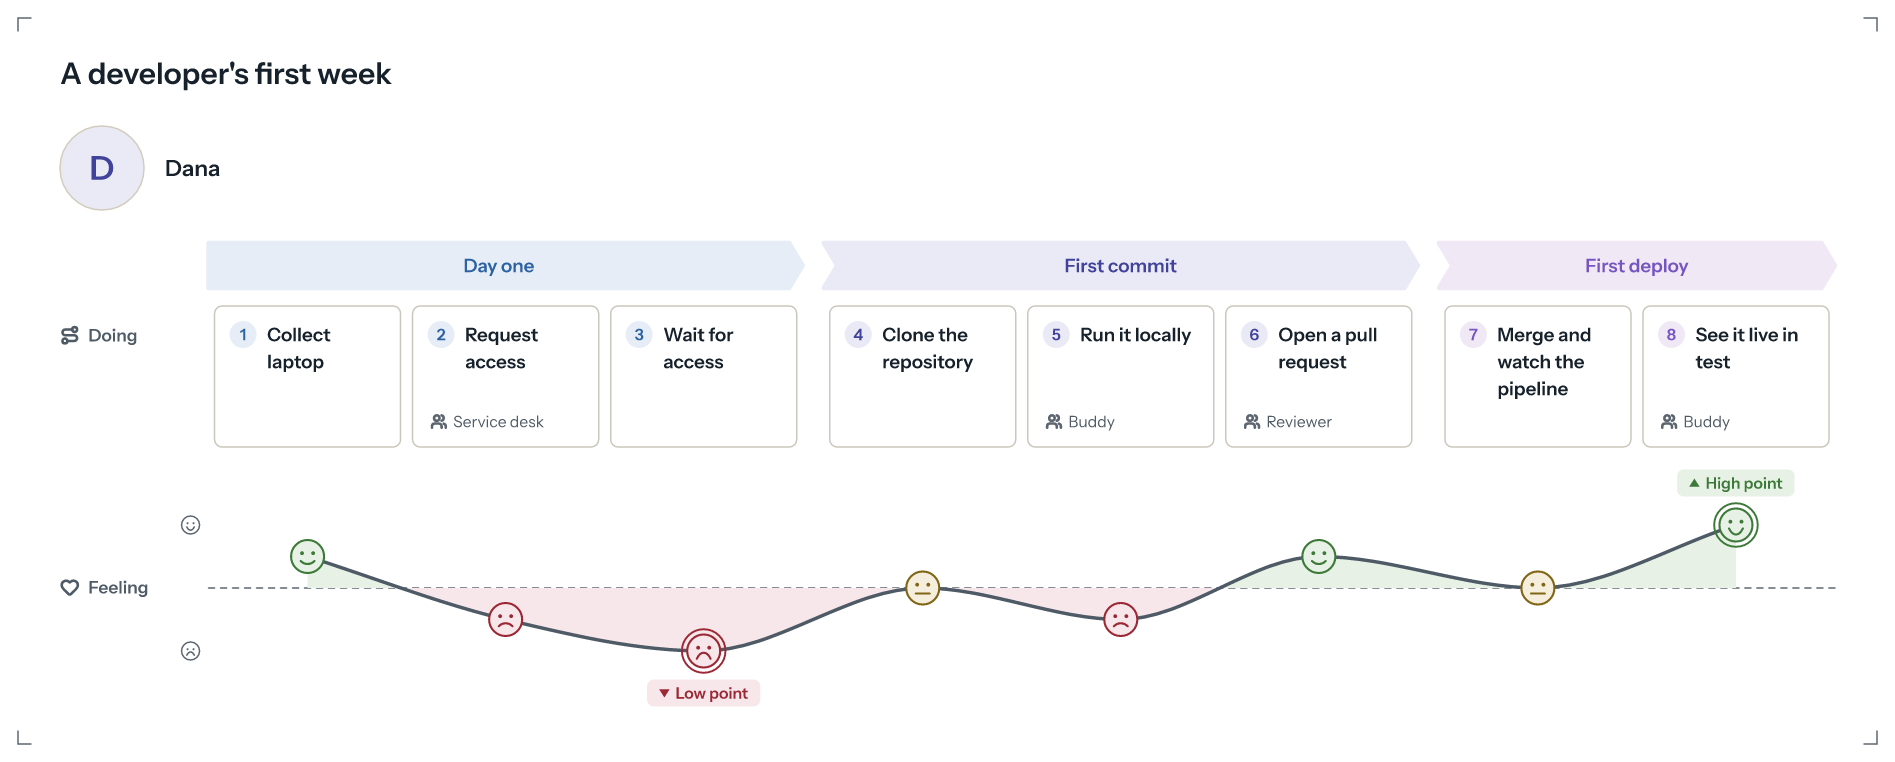 A developer's first week
D
Dana
Day one
First commit
First deploy
Doing
1 Collect
laptop
2 Request
access
Service desk
3 Wait for
access
4 Clone the
repository
5 Run it locally
Buddy
6 Open a pull
request
Reviewer
7 Merge and
watch the
pipeline
8 See it live in
test
Buddy
High point
Feeling
Low point